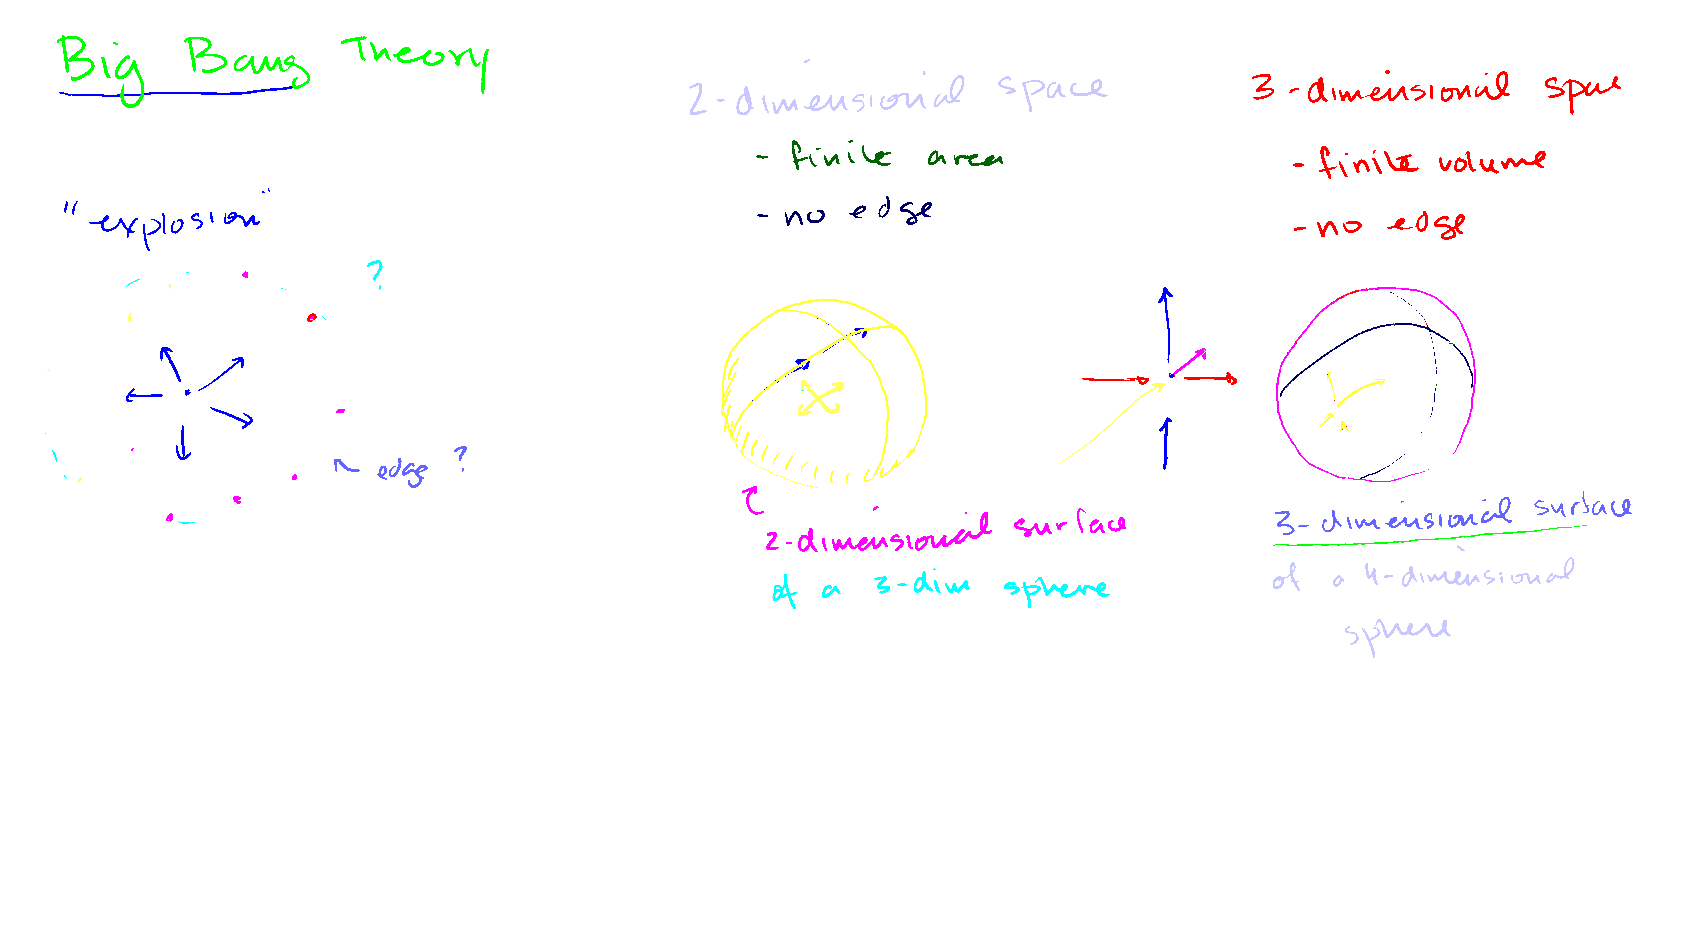 Big Bang Theory
"explosion"
?
edge ?
2-dimensional space
- finite area
- no edge
2-dimensional surface
of a 3-dim sphere
3-dimensional space
- finite volume
- no edge
3-dimensional surface
of a 4-dimensional
sphere